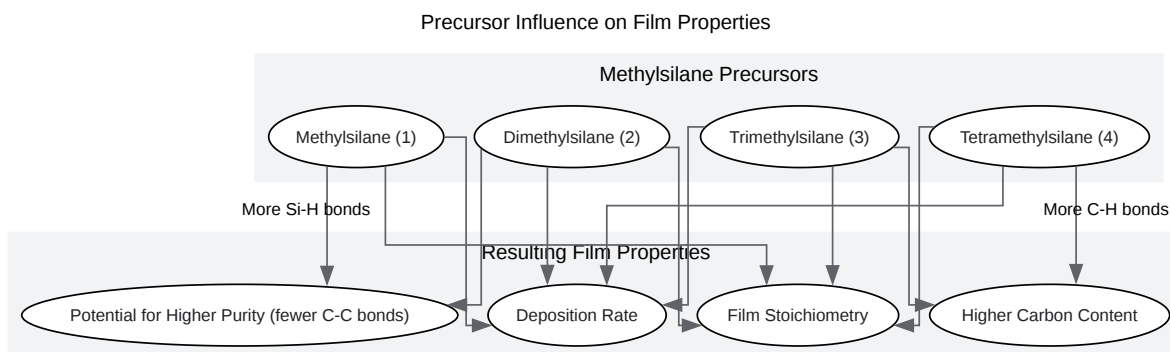 Precursor Influence on Film Properties
Methylsilane Precursors
Methylsilane (1)
Dimethylsilane (2)
Trimethylsilane (3)
Tetramethylsilane (4)
More Si-H bonds
More C-H bonds
Resulting Film Properties
Potential for Higher Purity (fewer C-C bonds)
Deposition Rate
Film Stoichiometry
Higher Carbon Content